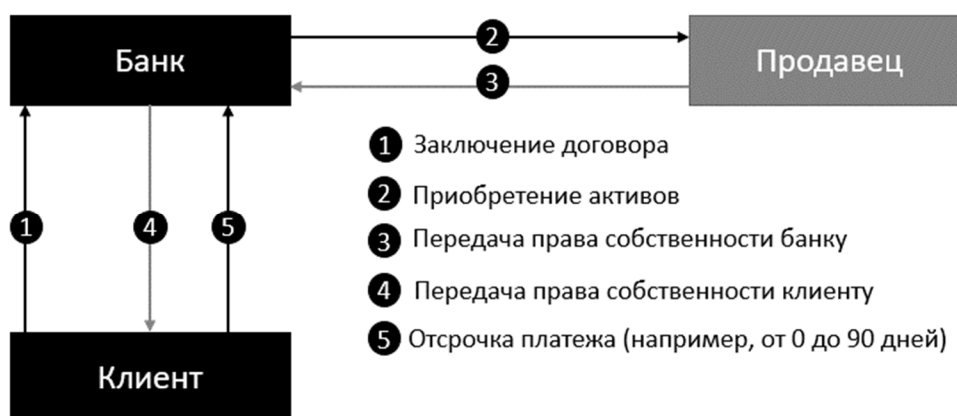 Банк
2
Продавец
3
1 Заключение договора
2 Приобретение активов
1
4
5
3 Передача права собственности банку
4 Передача права собственности клиенту
5 Отсрочка платежа (например, от 0 до 90 дней)
Клиент